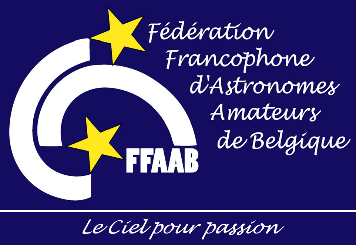 Fédération
Francophone
d'Astronomes
Amateurs
de Belgique
FFAAB
Le Ciel pour passion